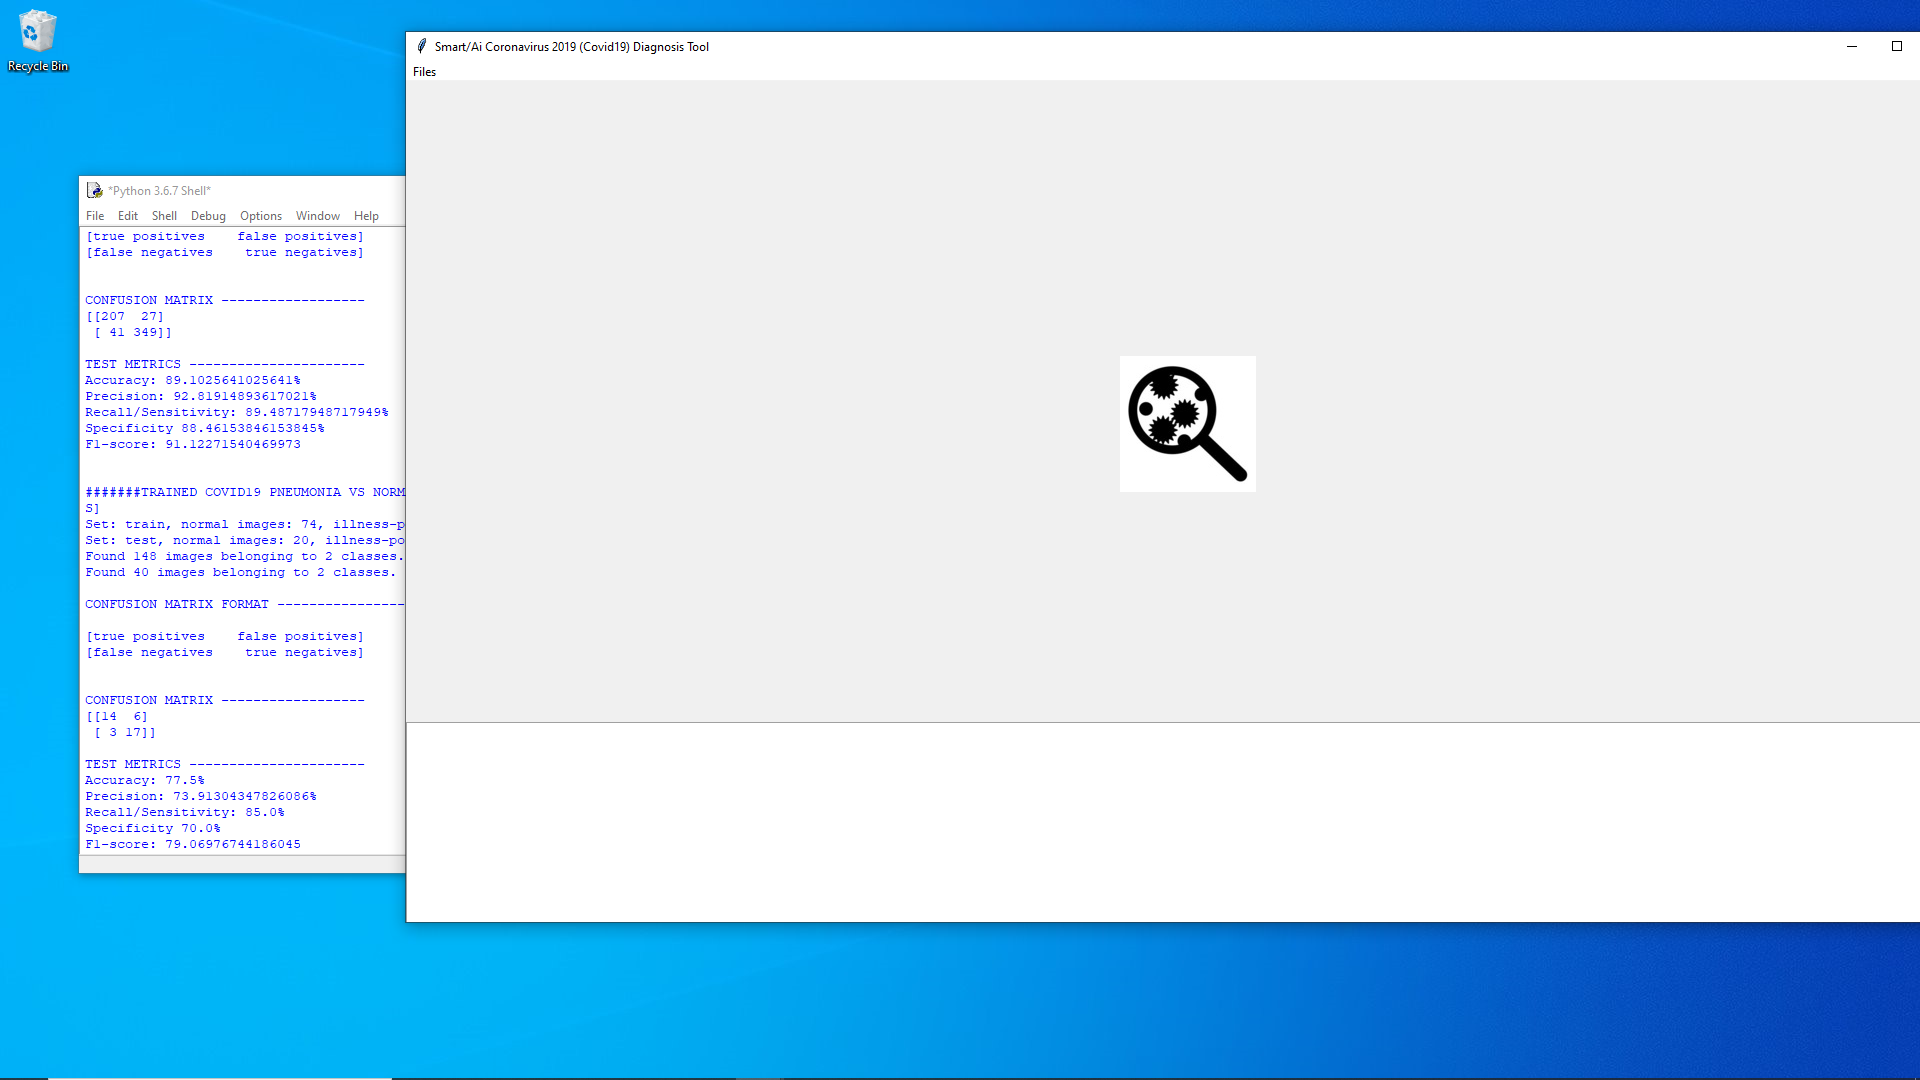 Recycle Bin
Smart/Ai Coronavirus 2019 (Covid19) Diagnosis Tool
Files
*Python 3.6.7 Shell*
File Edit Shell Debug Options Window Help
[true positives    false positives]
[false negatives    true negatives]
CONFUSION MATRIX ------------------
[[207  27]
 [ 41 349]]
TEST METRICS ----------------------
Accuracy: 89.1025641025641%
Precision: 92.81914893617021%
Recall/Sensitivity: 89.48717948717949%
Specificity 88.46153846153845%
F1-score: 91.12271540469973
#######TRAINED COVID19 PNEUMONIA VS NORM
S]
Set: train, normal images: 74, illness-p
Set: test, normal images: 20, illness-po
Found 148 images belonging to 2 classes.
Found 40 images belonging to 2 classes.
CONFUSION MATRIX FORMAT ----------------
[true positives    false positives]
[false negatives    true negatives]
CONFUSION MATRIX ------------------
[[14  6]
 [ 3 17]]
TEST METRICS ----------------------
Accuracy: 77.5%
Precision: 73.91304347826086%
Recall/Sensitivity: 85.0%
Specificity 70.0%
F1-score: 79.06976744186045